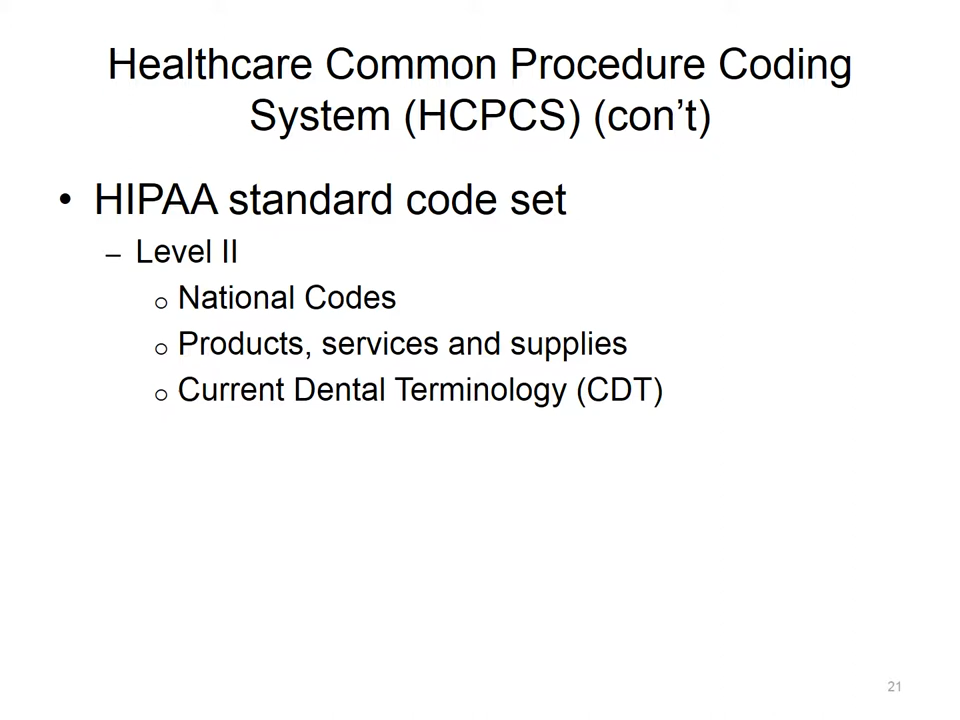 Healthcare Common Procedure Coding
System (HCPCS) (con’t)
• HIPAA standard code set
– Level II
o National Codes
o Products, services and supplies
o Current Dental Terminology (CDT)
21